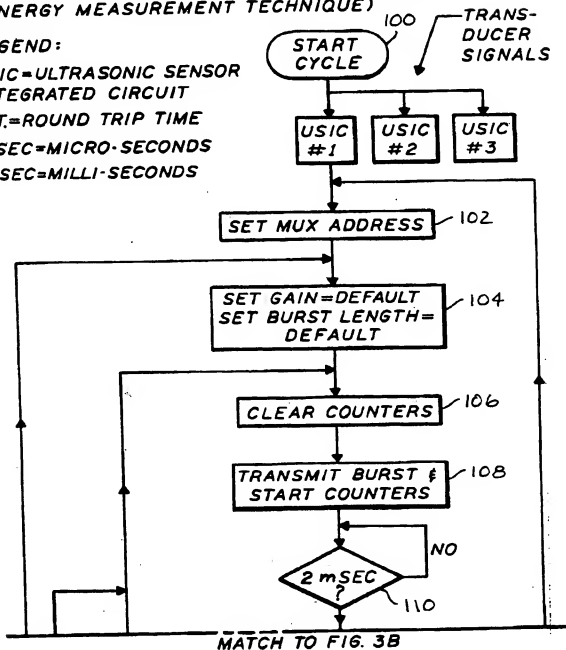 NERGY MEASUREMENT TECHNIQUE)
GEND:
IC=ULTRASONIC SENSOR
TEGRATED CIRCUIT
T.=ROUND TRIP TIME
SEC=MICRO-SECONDS
SEC=MILLI-SECONDS
100
START
CYCLE
TRANS-
DUCER
SIGNALS
USIC
#1
USIC
#2
USIC
#3
SET MUX ADDRESS
102
SET GAIN=DEFAULT
SET BURST LENGTH=
DEFAULT
104
CLEAR COUNTERS
106
TRANSMIT BURST &
START COUNTERS
108
NO
2 mSEC
?
110
MATCH TO FIG. 3B